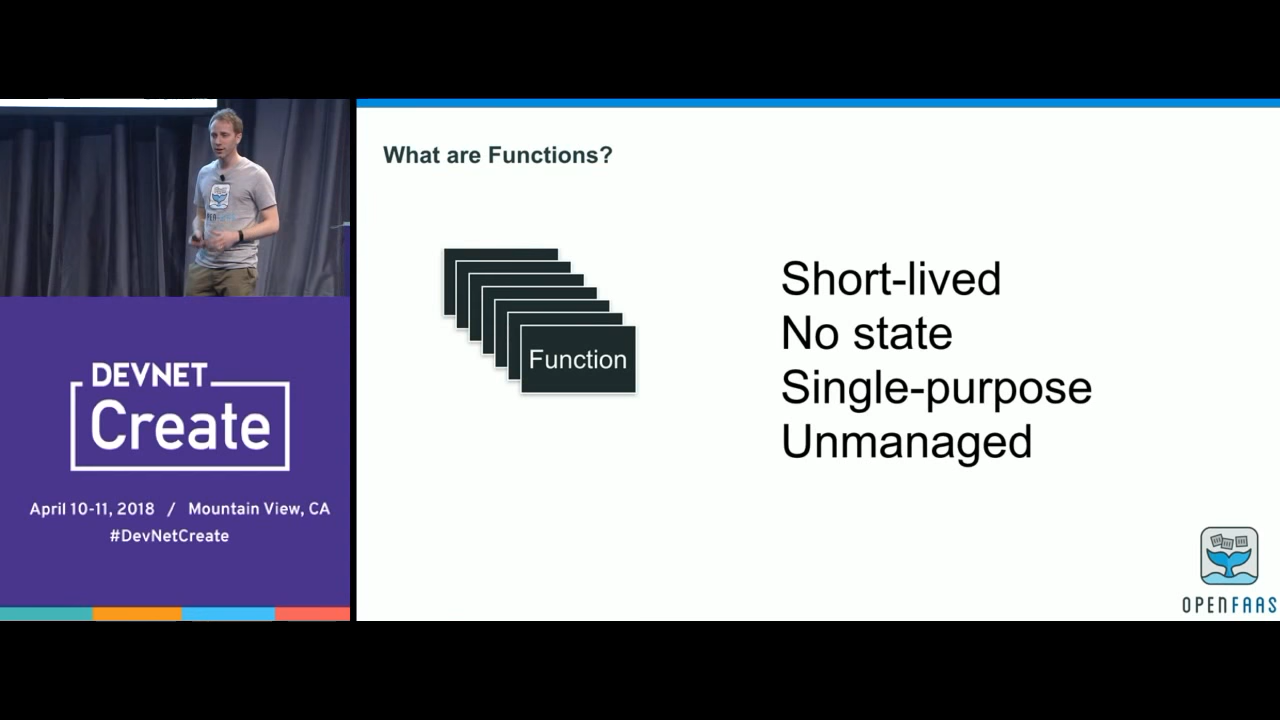 What are Functions?
Function
Short-lived
No state
Single-purpose
Unmanaged
DEVNET
Create
April 10-11, 2018 / Mountain View, CA
#DevNetCreate
OPENFAAS